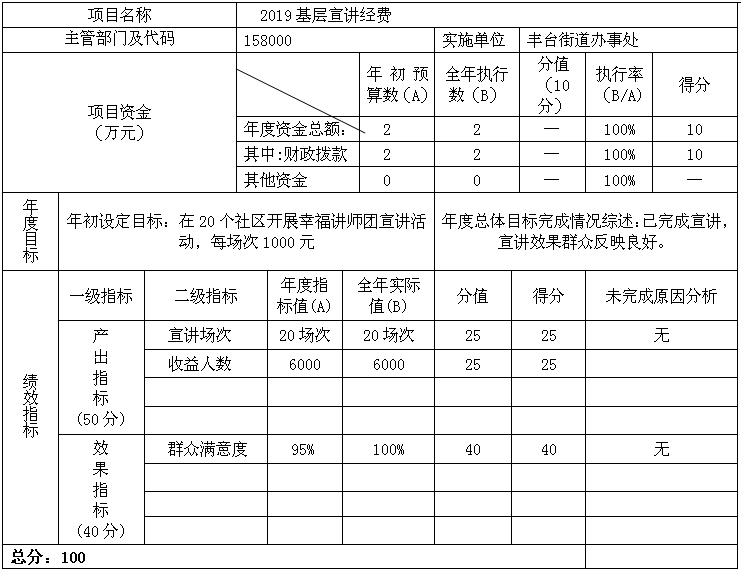 项目名称 2019 基层宣讲经费
主管部门及代码 158000 实施单位 丰台街道办事处
项目资金
（万元）
年初预
算数（A）
全年执行
数（B）
分值
（10
分）
执行率
（B/A）
得分
年度资金总额： 2 2 — 100% 10
其中:财政拨款 2 2 — 100% 10
其他资金 0 0 — 100% —
年度目标
年初设定目标：在 20 个社区开展幸福讲师团宣讲活
动，每场次 1000 元
年度总体目标完成情况综述:已完成宣讲，
宣讲效果群众反映良好。
绩效指标
一级指标 二级指标
年度指
标值(A)
全年实际
值(B)
分值 得分 未完成原因分析
产
出
指
标
(50 分)
宣讲场次 20 场次 20 场次 25 25 无
收益人数 6000 6000 25 25
效
果
指
标
(40 分)
群众满意度 95% 100% 40 40 无
总分：100